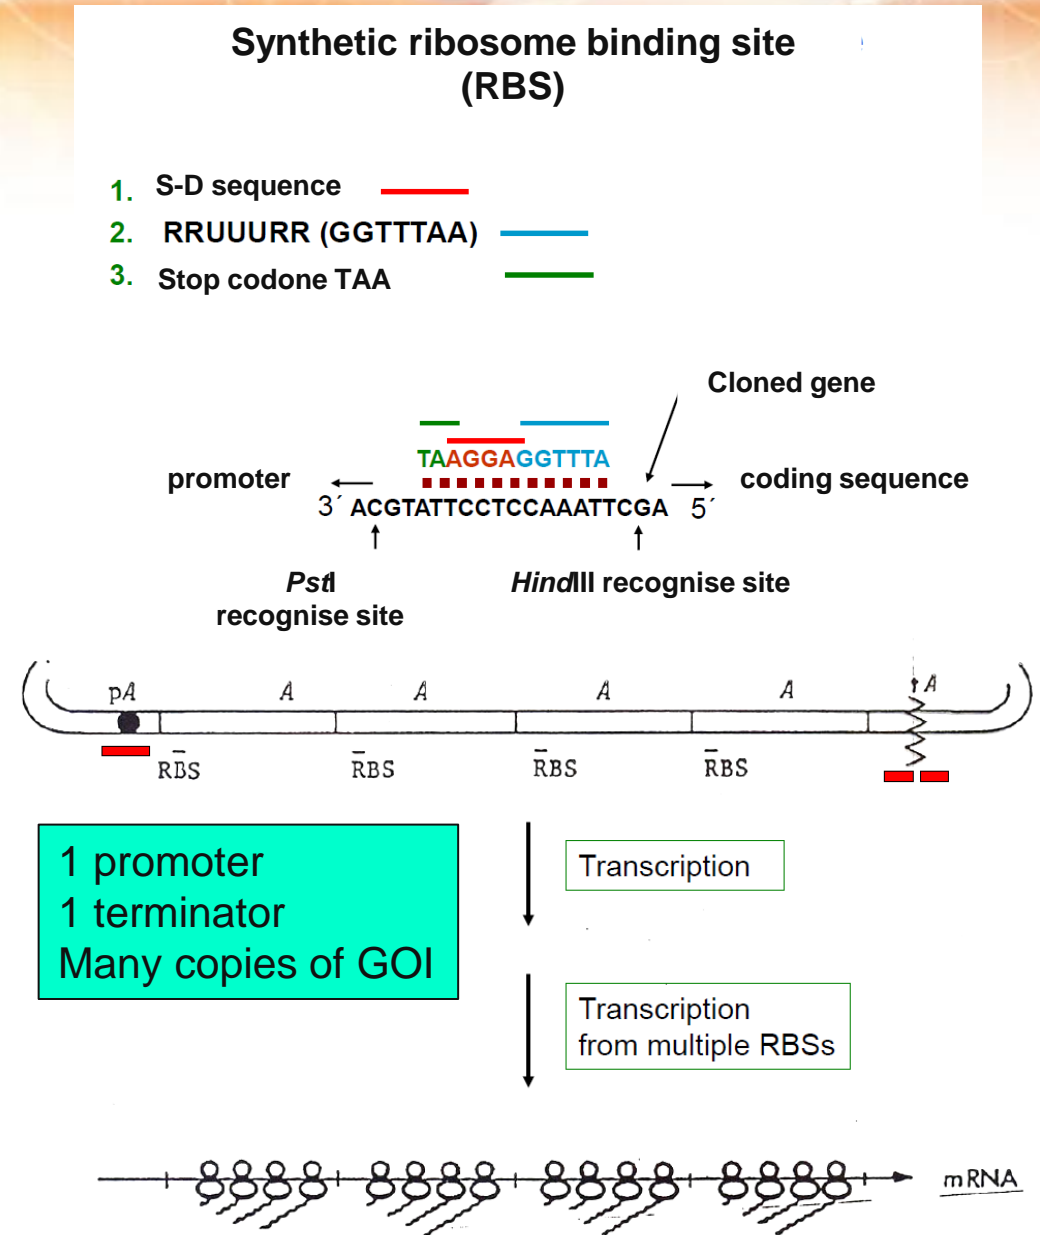 Synthetic ribosome binding site
(RBS)
1. S-D sequence
2. RRUUURR (GGTTTAA)
3. Stop codone TAA
Cloned gene
TAAGGAGGTTTA
promoter
coding sequence
3´ ACGTATTCCTCCAAATTCGA 5´
PstI
recognise site
HindIII recognise site
pA A A A A tA
RBS RBS RBS RBS
1 promoter
1 terminator
Many copies of GOI
Transcription
Transcription
from multiple RBSs
mRNA